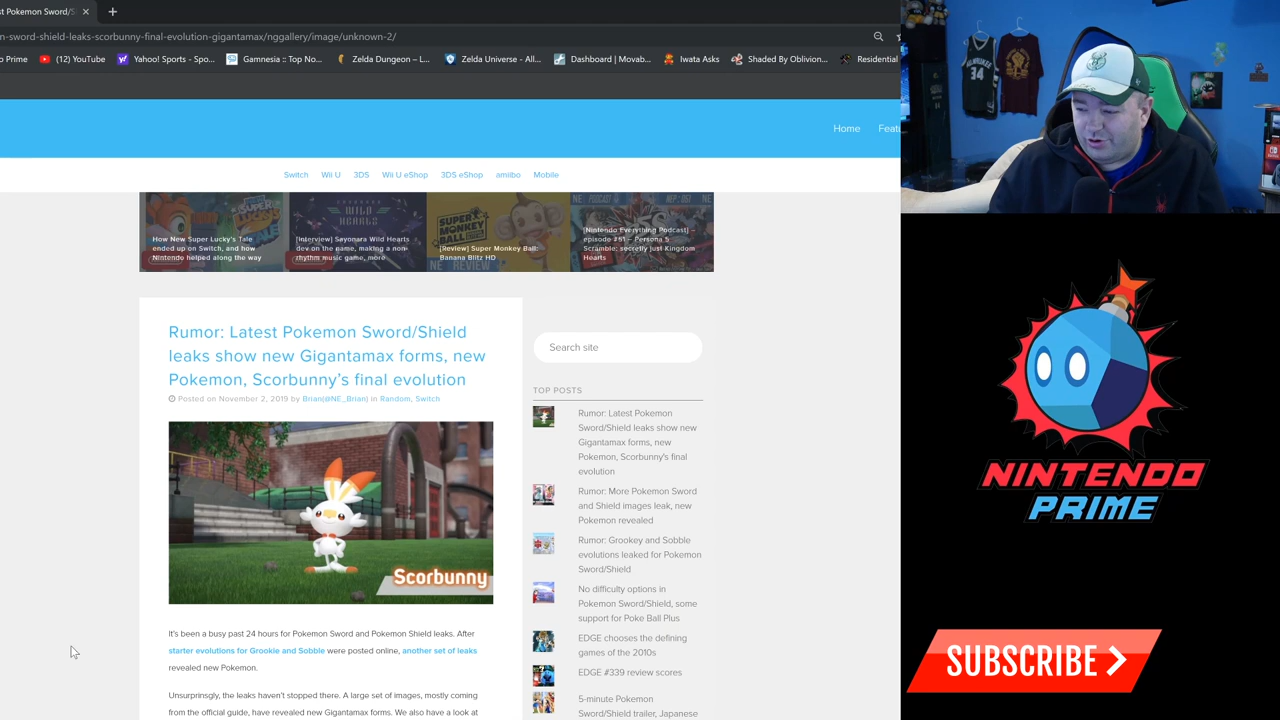 t Pokemon Sword/S
n-sword-shield-leaks-scorbunny-final-evolution-gigantamax/nggallery/image/unknown-2/
o Prime
(12) YouTube
Yahoo! Sports - Spo...
Gamnesia :: Top No...
Zelda Dungeon – L...
Zelda Universe - All...
Dashboard | Movab...
Iwata Asks
Shaded By Oblivion...
Residential
Home
Featu
Switch
Wii U
3DS
Wii U eShop
3DS eShop
amiibo
Mobile
How New Super Lucky's Tale
ended up on Switch, and how
Nintendo helped along the way
[Interview] Sayonara Wild Hearts
dev on the name, making a non-
rhythm music game, more
[Review] Super Monkey Ball:
Banana Blitz HD
[Nintendo Everything Podcast] –
Scramble: secretly just Kingdom
Hearts
Rumor: Latest Pokemon Sword/Shield
leaks show new Gigantamax forms, new
Pokemon, Scorbunny's final evolution
Posted on November 2, 2019 by Brian(@NE_Brian) in Random, Switch
Scorbunny
It's been a busy past 24 hours for Pokemon Sword and Pokemon Shield leaks. After
starter evolutions for Grookie and Sobble were posted online, another set of leaks
revealed new Pokemon.
Unsurprinsgly, the leaks haven't stopped there. A large set of images, mostly coming
from the official guide, have revealed new Gigantamax forms. We also have a look at
Search site
TOP POSTS
Rumor: Latest Pokemon
Sword/Shield leaks show new
Gigantamax forms, new
Pokemon, Scorbunny's final
evolution
Rumor: More Pokemon Sword
and Shield images leak, new
Pokemon revealed
Rumor: Grookey and Sobble
evolutions leaked for Pokemon
Sword/Shield
No difficulty options in
Pokemon Sword/Shield, some
support for Poke Ball Plus
EDGE chooses the defining
games of the 2010s
EDGE #339 review scores
5-minute Pokemon
Sword/Shield trailer, Japanese
34
NINTENDO
PRIME
SUBSCRIBE